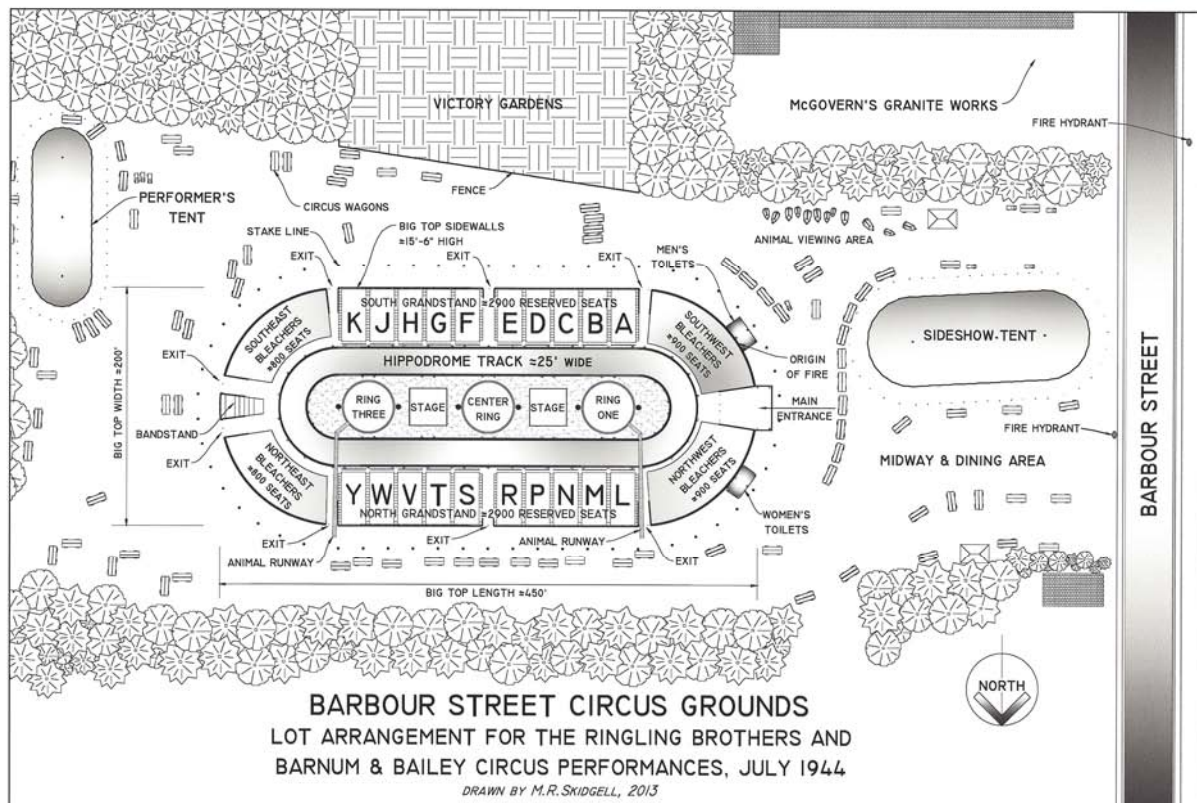 VICTORY GARDENS
McGOVERN'S GRANITE WORKS
FIRE HYDRANT
PERFORMER'S
TENT
CIRCUS WAGONS
FENCE
STAKE LINE
BIG TOP SIDEWALLS
≈15'-6" HIGH
ANIMAL VIEWING AREA
MEN'S
TOILETS
EXIT
EXIT
EXIT
SOUTH GRANDSTAND ≈2900 RESERVED SEATS
K J H G F E D C B A
SOUTHEAST
BLEACHERS
≈800 SEATS
SOUTHWEST
BLEACHERS
≈900 SEATS
SIDESHOW TENT
HIPPODROME TRACK ≈25' WIDE
ORIGIN
OF FIRE
EXIT
RING
THREE
STAGE
CENTER
RING
STAGE
RING
ONE
MAIN
ENTRANCE
BANDSTAND
BIG TOP WIDTH ≈200'
EXIT
FIRE HYDRANT
BARBOUR STREET
MIDWAY & DINING AREA
NORTHEAST
BLEACHERS
≈800 SEATS
NORTHWEST
BLEACHERS
≈900 SEATS
Y W V T S R P N M L
NORTH GRANDSTAND ≈2900 RESERVED SEATS
WOMEN'S
TOILETS
EXIT
EXIT
ANIMAL RUNWAY
ANIMAL RUNWAY
EXIT
BIG TOP LENGTH ≈450'
NORTH
BARBOUR STREET CIRCUS GROUNDS
LOT ARRANGEMENT FOR THE RINGLING BROTHERS AND
BARNUM & BAILEY CIRCUS PERFORMANCES, JULY 1944
DRAWN BY M.R. SKIDGELL, 2013